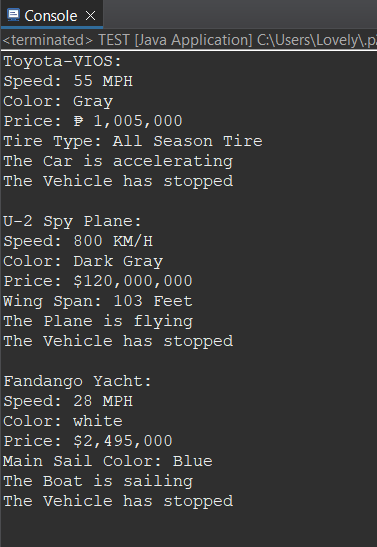 Console
<terminated> TEST [Java Application] C:\Users\Lovely\.p
Toyota-VIOS:
Speed: 55 MPH
Color: Gray
Price: ₱ 1,005,000
Tire Type: All Season Tire
The Car is accelerating
The Vehicle has stopped
U-2 Spy Plane:
Speed: 800 KM/H
Color: Dark Gray
Price: $120,000,000
Wing Span: 103 Feet
The Plane is flying
The Vehicle has stopped
Fandango Yacht:
Speed: 28 MPH
Color: white
Price: $2,495,000
Main Sail Color: Blue
The Boat is sailing
The Vehicle has stopped